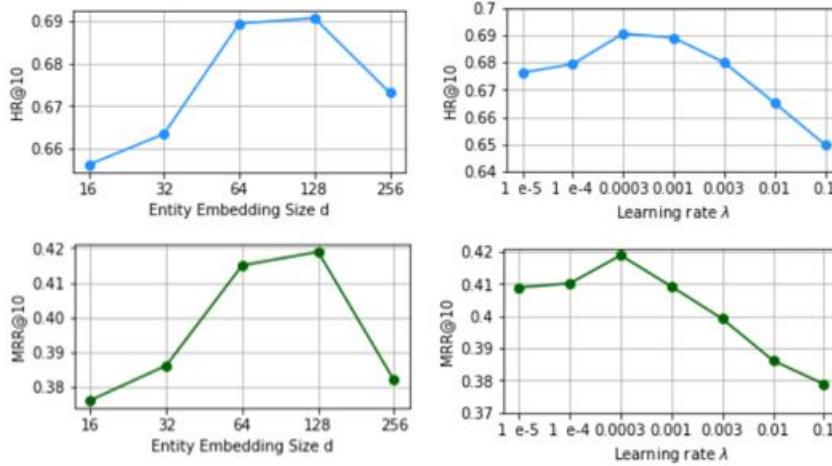 0.69
0.68
0.67
0.66
HR@10
16 32 64 128 256
Entity Embedding Size d
0.7
0.69
0.68
0.67
0.66
0.65
0.64
HR@10
1 e-5 1 e-4 0.0003 0.001 0.003 0.01 0.1
Learning rate λ
0.42
0.41
0.40
0.39
0.38
MRR@10
16 32 64 128 256
Entity Embedding Size d
0.42
0.41
0.4
0.39
0.38
0.37
MRR@10
1 e-5 1 e-4 0.0003 0.001 0.003 0.01 0.1
Learning rate λ